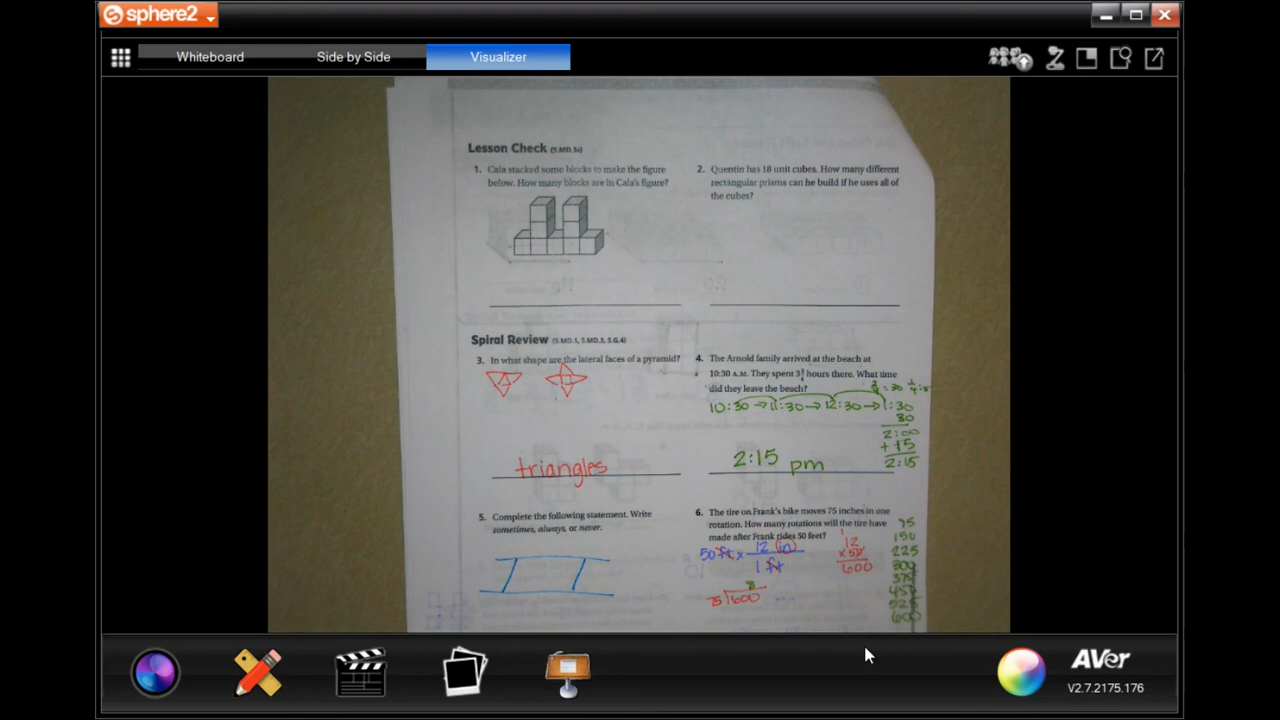 sphere2
Whiteboard
Side by Side
Visualizer
Lesson Check (5.MD.3a)
1. Cala stacked some blocks to make the figure
below. How many blocks are in Cala's figure?
2. Quentin has 18 unit cubes. How many different
rectangular prisms can he build if he uses all of
the cubes?
20
Spiral Review (5.MD.1, 5.MD.3, 5.G.4)
3. In what shape are the lateral faces of a pyramid?
triangles
4. The Arnold family arrived at the beach at
10:30 A.M. They spent 3 3/4 hours there. What time
did they leave the beach?
10:30 → 11:30 → 12:30 → 1:30
30
2:00
+ 15
2:15
2:15 pm
5. Complete the following statement. Write
sometimes, always, or never.
6. The tire on Frank's bike moves 75 inches in one
rotation. How many rotations will the tire have
made after Frank rides 50 feet?
50 ft x 12 in
1 ft
12
x 50
600
8
75 600
75
150
225
300
375
450
525
600
AVer
V2.7.2175.176